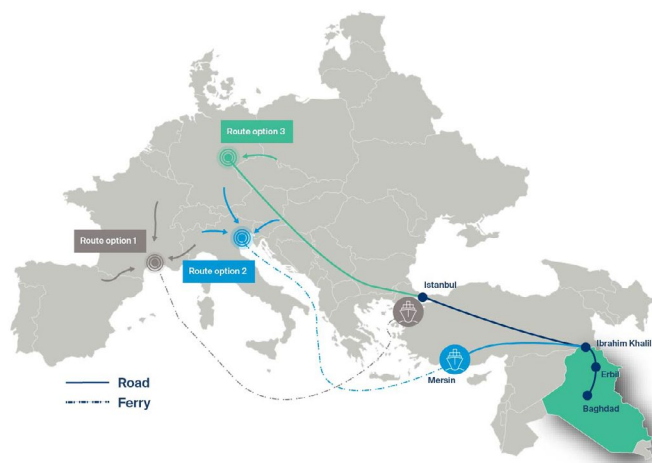 Route option 3
Route option 1
Route option 2
Istanbul
Ibrahim Khalil
Erbil
Mersin
Baghdad
Road
Ferry